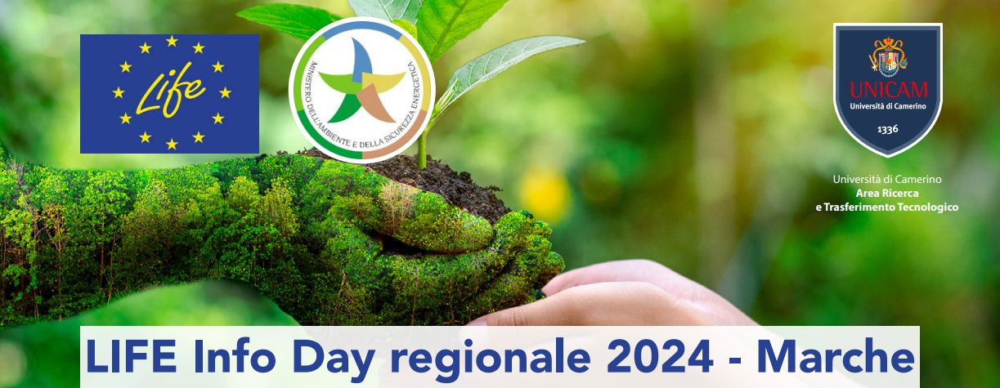 Life
MINISTERO DELL'AMBIENTE E DELLA SICUREZZA ENERGETICA
UNICAM
Università di Camerino
1336
Università di Camerino
Area Ricerca
e Trasferimento Tecnologico
LIFE Info Day regionale 2024 - Marche